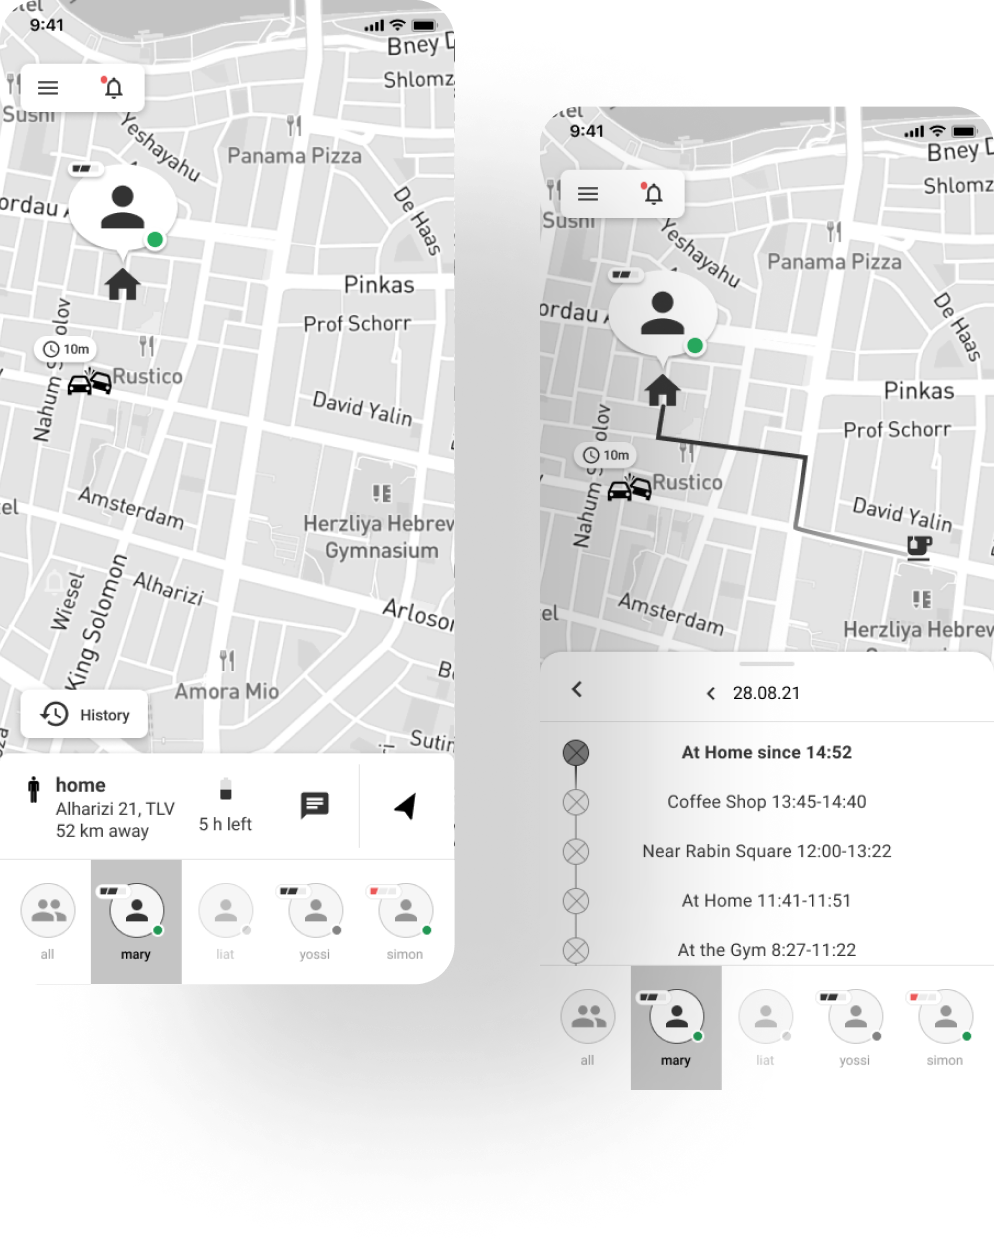 9:41
Bney D
Shlomz
Sushi
Yeshayahu
Panama Pizza
De Haas
ordau A
Pinkas
Prof Schorr
10m
Nahum S olov
Rustico
David Yalin
el
Amsterdam
Herzliya Hebrew
Gymnasium
Wiesel
King Solomon
Alharizi
Arlosor
Amora Mio
History
Sutin
za
home
Alharizi 21, TLV
52 km away
5 h left
all
mary
liat
yossi
simon
tel
9:41
Bney D
Shlomz
Sushi
Yeshayahu
Panama Pizza
De Haas
ordau A
Pinkas
Prof Schorr
10m
Nahum S olov
Rustico
David Yalin
el
Amsterdam
Herzliya Hebrew
28.08.21
At Home since 14:52
Coffee Shop 13:45-14:40
Near Rabin Square 12:00-13:22
At Home 11:41-11:51
At the Gym 8:27-11:22
all
mary
liat
yossi
simon